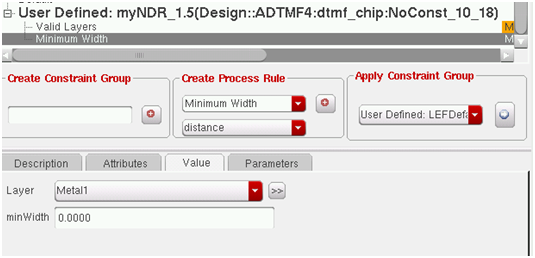 User Defined: myNDR_1.5(Design::ADTMF4:dtmf_chip:NoConst_10_18)
Valid Layers M
Minimum Width M
Create Constraint Group
Create Process Rule
Apply Constraint Group
Minimum Width
User Defined: LEFDefa
distance
Description Attributes Value Parameters
Layer Metal1 >>
minWidth 0.0000